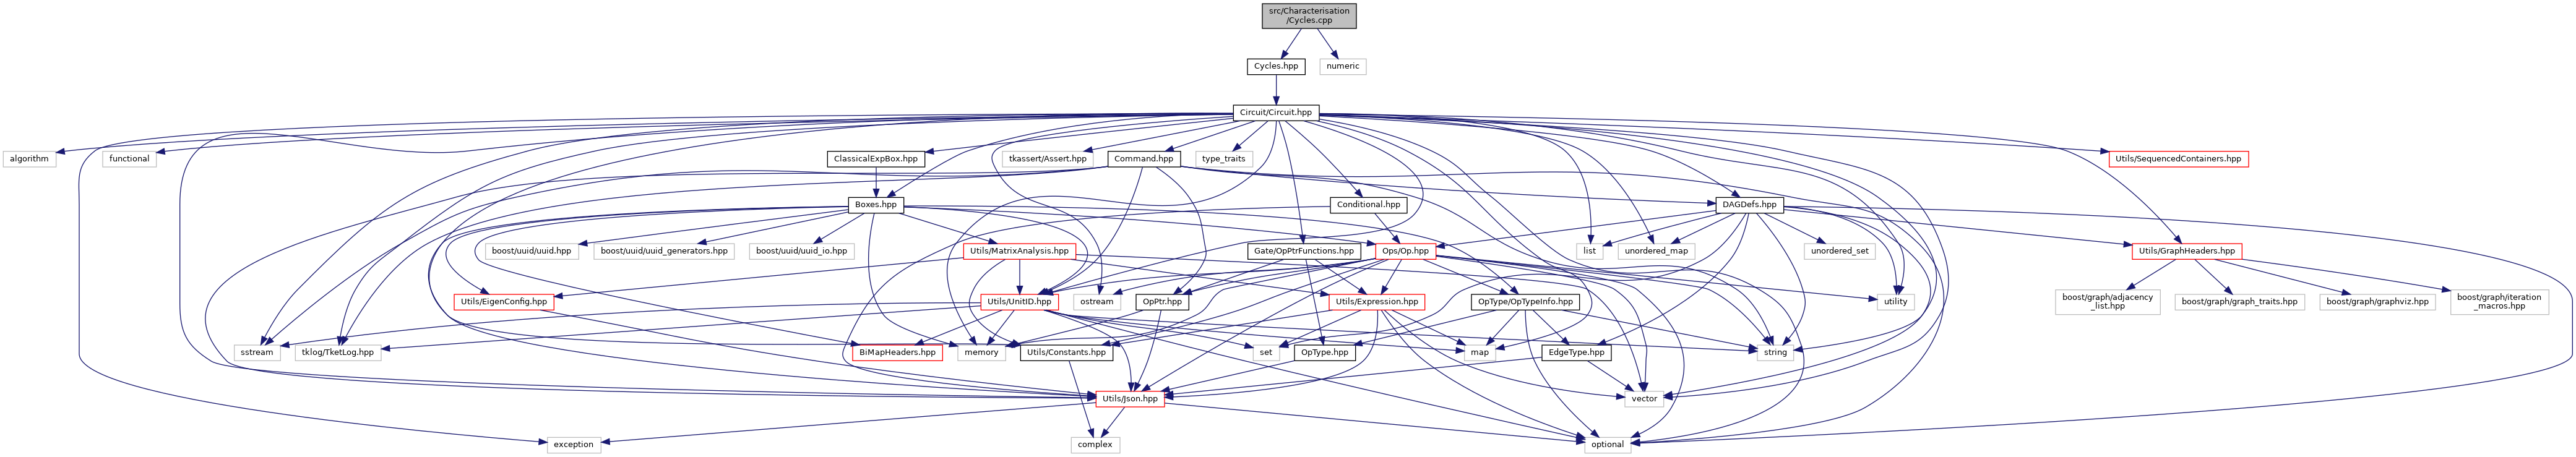 src/Characterisation
/Cycles.cpp
Cycles.hpp
numeric
Circuit/Circuit.hpp
algorithm
functional
ClassicalExpBox.hpp
tkassert/Assert.hpp
Command.hpp
type_traits
Utils/SequencedContainers.hpp
Boxes.hpp
Conditional.hpp
DAGDefs.hpp
boost/uuid/uuid.hpp
boost/uuid/uuid_generators.hpp
boost/uuid/uuid_io.hpp
Utils/MatrixAnalysis.hpp
Gate/OpPtrFunctions.hpp
Ops/Op.hpp
list
unordered_map
unordered_set
Utils/GraphHeaders.hpp
Utils/EigenConfig.hpp
Utils/UnitID.hpp
ostream
OpPtr.hpp
Utils/Expression.hpp
OpType/OpTypeInfo.hpp
utility
boost/graph/adjacency
_list.hpp
boost/graph/graph_traits.hpp
boost/graph/graphviz.hpp
boost/graph/iteration
_macros.hpp
sstream
tklog/TketLog.hpp
BiMapHeaders.hpp
memory
Utils/Constants.hpp
set
OpType.hpp
map
EdgeType.hpp
string
Utils/Json.hpp
vector
exception
complex
optional